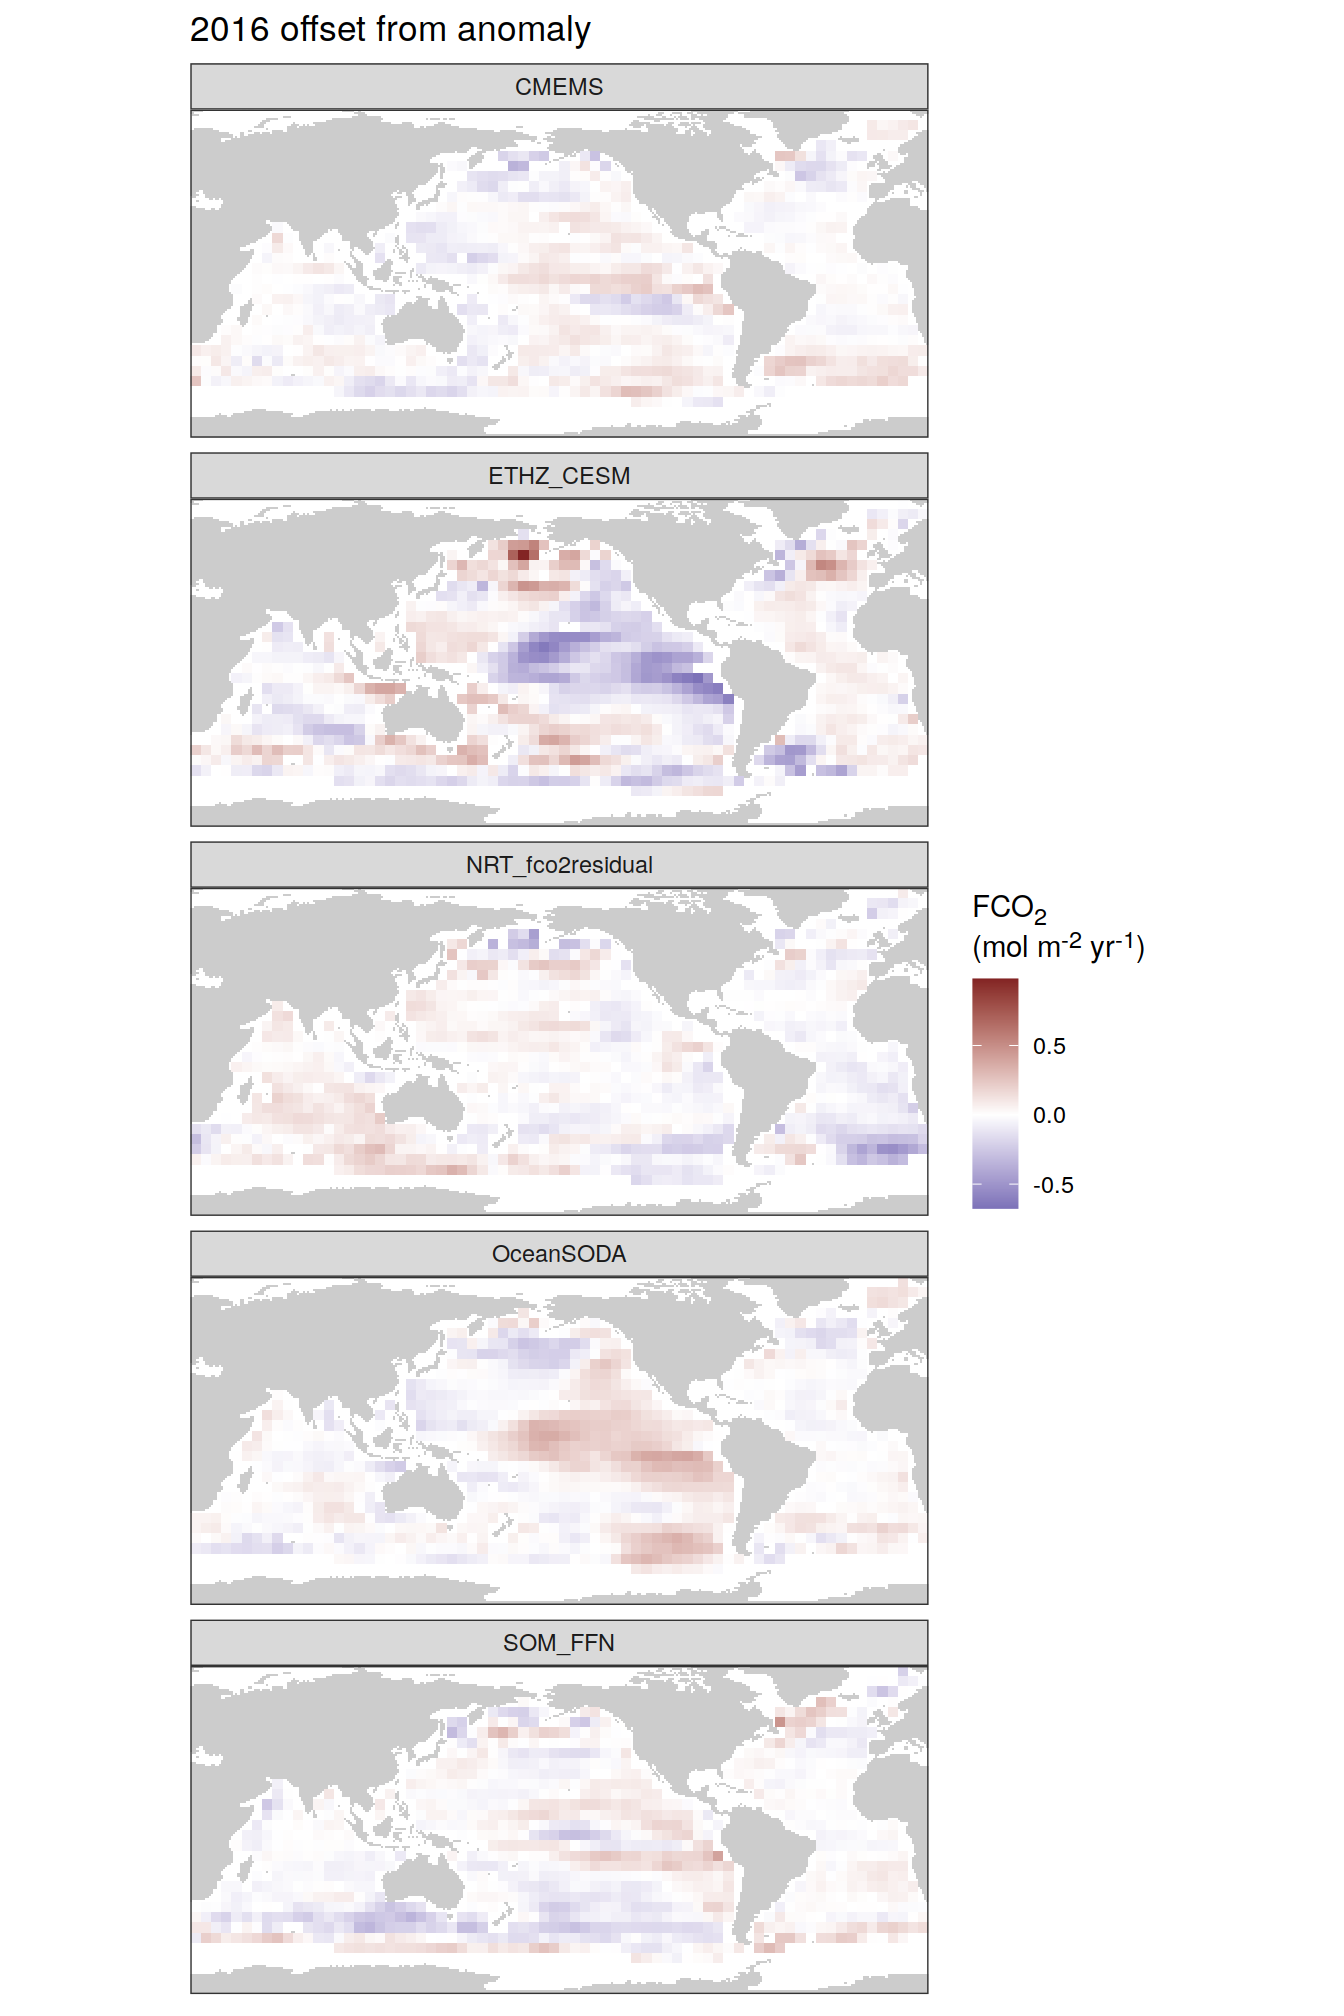 2016 offset from anomaly
CMEMS
ETHZ_CESM
NRT_fco2residual
FCO₂
(mol m⁻² yr⁻¹)
0.5
0.0
-0.5
OceanSODA
SOM_FFN